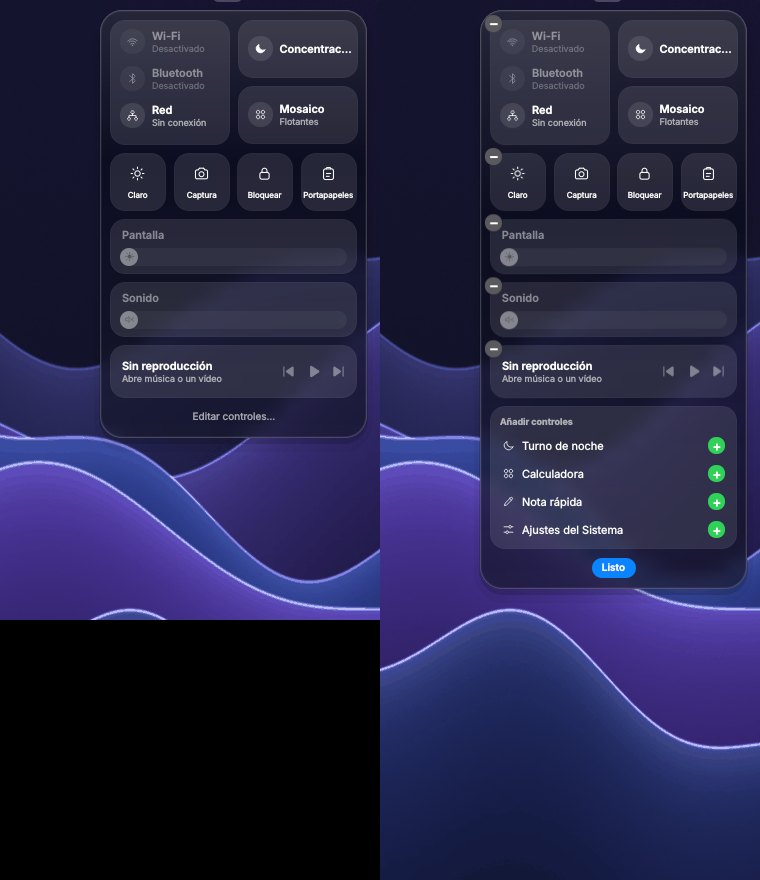 Wi-Fi
Desactivado
Bluetooth
Desactivado
Red
Sin conexión
Concentrac...
Mosaico
Flotantes
Claro
Captura
Bloquear
Portapapeles
Pantalla
Sonido
Sin reproducción
Abre música o un vídeo
Editar controles...
Wi-Fi
Desactivado
Bluetooth
Desactivado
Red
Sin conexión
Concentrac...
Mosaico
Flotantes
Claro
Captura
Bloquear
Portapapeles
Pantalla
Sonido
Sin reproducción
Abre música o un vídeo
Añadir controles
Turno de noche
Calculadora
Nota rápida
Ajustes del Sistema
Listo